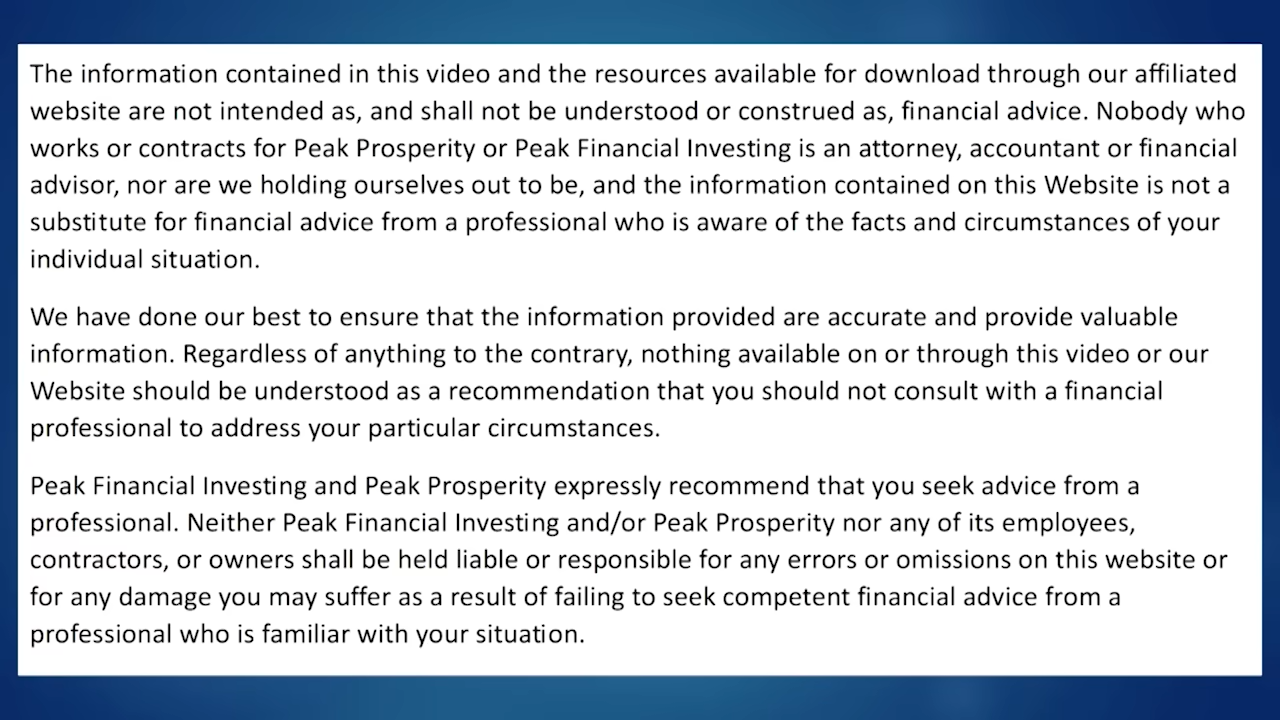 The information contained in this video and the resources available for download through our affiliated
website are not intended as, and shall not be understood or construed as, financial advice. Nobody who
works or contracts for Peak Prosperity or Peak Financial Investing is an attorney, accountant or financial
advisor, nor are we holding ourselves out to be, and the information contained on this Website is not a
substitute for financial advice from a professional who is aware of the facts and circumstances of your
individual situation.
We have done our best to ensure that the information provided are accurate and provide valuable
information. Regardless of anything to the contrary, nothing available on or through this video or our
Website should be understood as a recommendation that you should not consult with a financial
professional to address your particular circumstances.
Peak Financial Investing and Peak Prosperity expressly recommend that you seek advice from a
professional. Neither Peak Financial Investing and/or Peak Prosperity nor any of its employees,
contractors, or owners shall be held liable or responsible for any errors or omissions on this website or
for any damage you may suffer as a result of failing to seek competent financial advice from a
professional who is familiar with your situation.